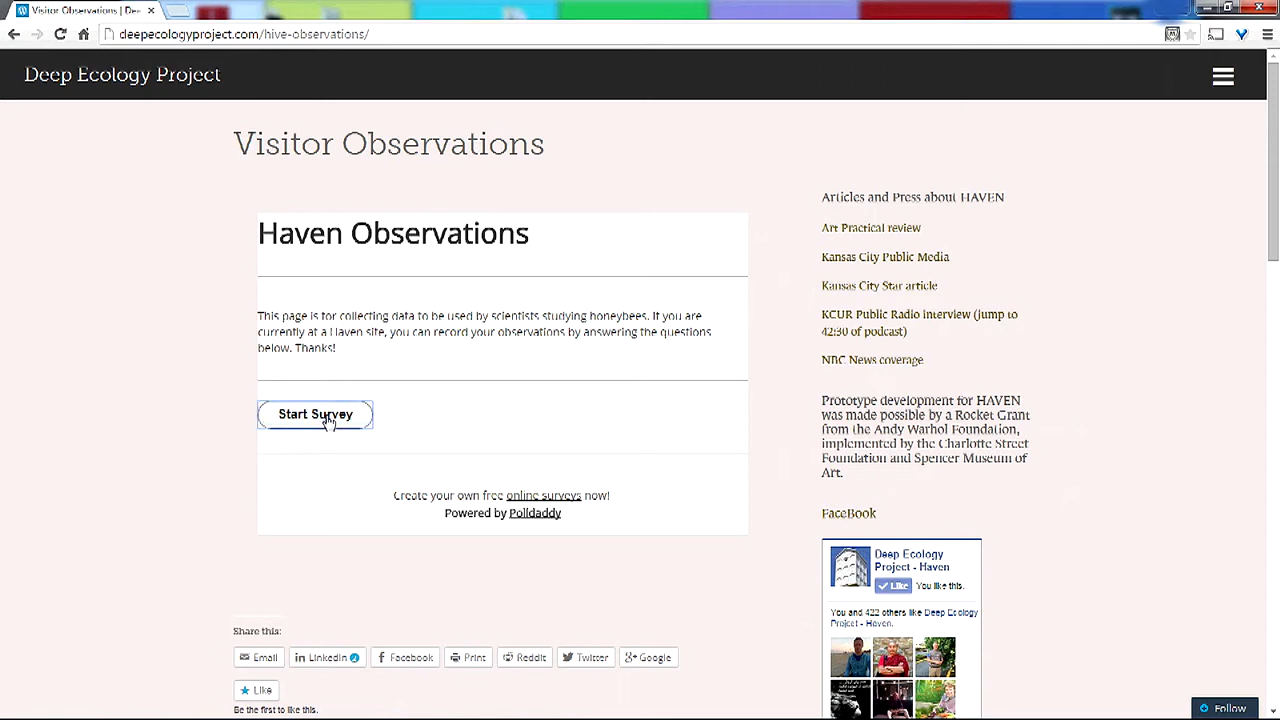 Visitor Observations | Dee
deepecologyproject.com/hive-observations/
Deep Ecology Project
Visitor Observations
Haven Observations
This page is for collecting data to be used by scientists studying honeybees. If you are
currently at a Haven site, you can record your observations by answering the questions
below. Thanks!
Start Survey
Create your own free online surveys now!
Powered by Polldaddy
Share this:
Email
LinkedIn 2
Facebook
Print
Reddit
Twitter
Google
Like
Be the first to like this.
Articles and Press about HAVEN
Art Practical review
Kansas City Public Media
Kansas City Star article
KCUR Public Radio interview (jump to
42:30 of podcast)
NBC News coverage
Prototype development for HAVEN
was made possible by a Rocket Grant
from the Andy Warhol Foundation,
implemented by the Charlotte Street
Foundation and Spencer Museum of
Art.
FaceBook
Deep Ecology
Project - Haven
Like You like this.
You and 422 others like Deep Ecology
Project - Haven.
Follow